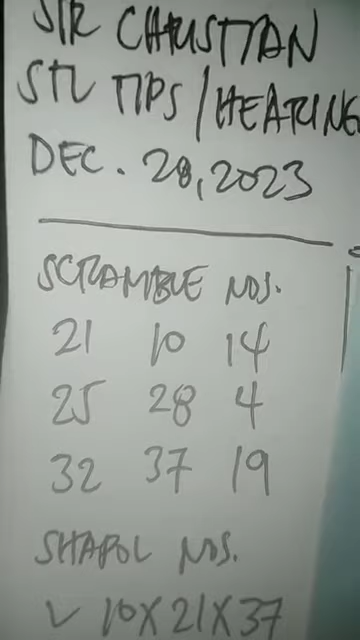 SIR CHRISTIAN
STL TIPS/HEARING
DEC. 28, 2023
SCRAMBLE NOS.
21 10 14
25 28 4
32 37 19
SHAPOL NOS.
✓ 10X21X37